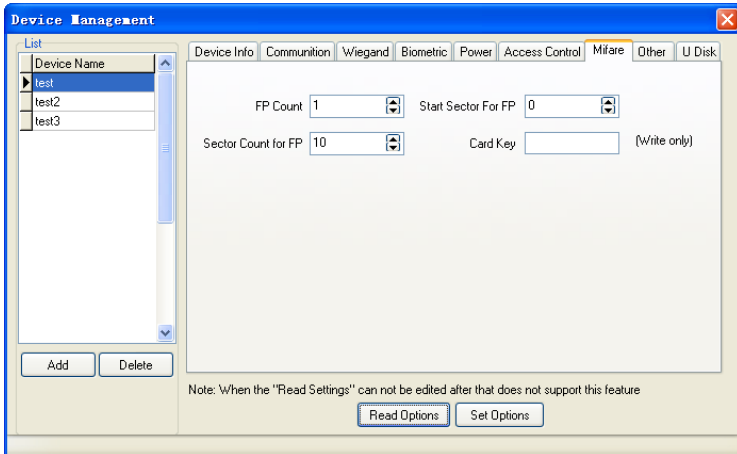 Device Management
List
Device Name
test
test2
test3
Add Delete
Device Info Communition Wiegand Biometric Power Access Control Mifare Other U Disk
FP Count 1 Start Sector For FP 0
Sector Count for FP 10 Card Key (Write only)
Note: When the "Read Settings" can not be edited after that does not support this feature
Read Options Set Options